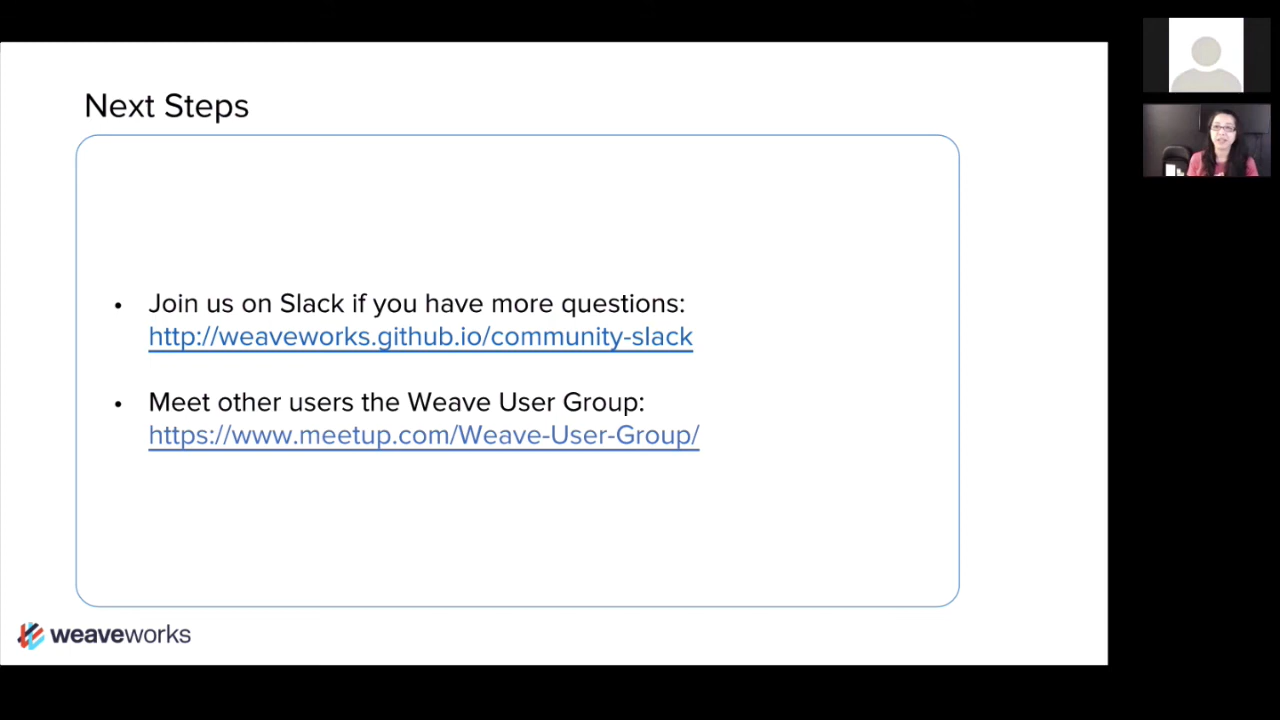 Next Steps
• Join us on Slack if you have more questions:
http://weaveworks.github.io/community-slack
• Meet other users the Weave User Group:
https://www.meetup.com/Weave-User-Group/
weaveworks